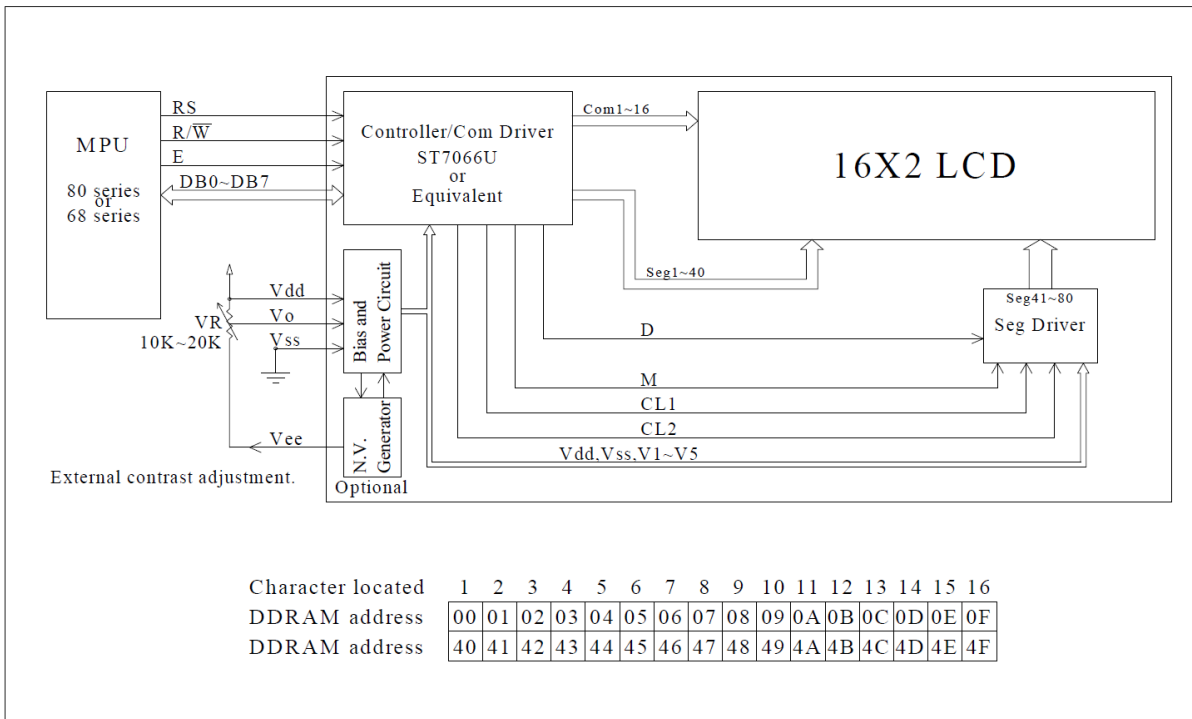 RS
R/W̅
E
DB0~DB7
MPU
80 series
or
68 series
Controller/Com Driver
ST7066U
or
Equivalent
Com1~16
16X2 LCD
Seg1~40
Seg41~80
Seg Driver
Vdd
Vo
Vss
VR
10K~20K
Bias and
Power Circuit
D
M
CL1
CL2
Vdd,Vss,V1~V5
Vee
N.V.
Generator
Optional
External contrast adjustment.
Character located 1 2 3 4 5 6 7 8 9 10 11 12 13 14 15 16
DDRAM address 00 01 02 03 04 05 06 07 08 09 0A 0B 0C 0D 0E 0F
DDRAM address 40 41 42 43 44 45 46 47 48 49 4A 4B 4C 4D 4E 4F